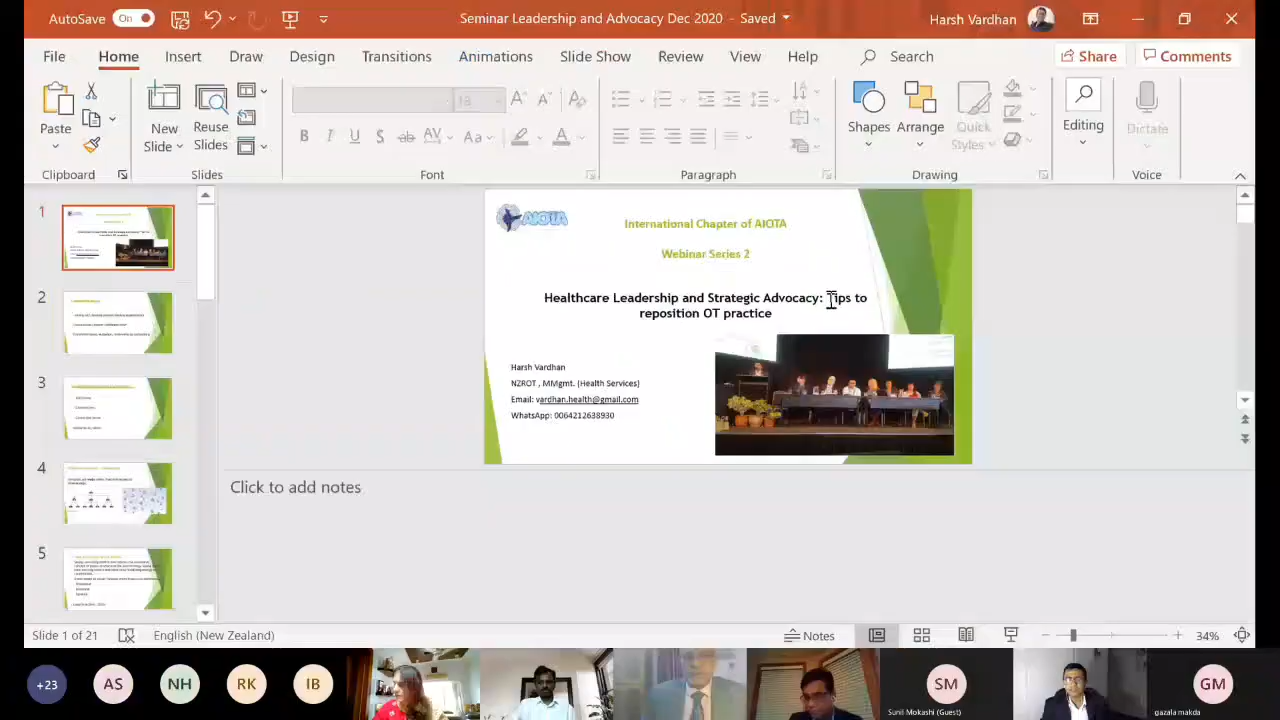 AutoSave On
Seminar Leadership and Advocacy Dec 2020 - Saved
Harsh Vardhan
File Home Insert Draw Design Transitions Animations Slide Show Review View Help Search Share Comments
Paste
New Slide
Reuse Slides
Shapes
Arrange
Quick Styles
Editing
Dictate
Clipboard Slides Font Paragraph Drawing Voice
1
2
3
4
5
AIOTA
International Chapter of AIOTA
Webinar Series 2
Healthcare Leadership and Strategic Advocacy: Tips to
reposition OT practice
Harsh Vardhan
NZROT , MMgmt. (Health Services)
Email: vardhan.health@gmail.com
WhatsApp: 0064212638930
Click to add notes
Slide 1 of 21 English (New Zealand) Notes 34%
+23 AS NH RK IB SM GM
Sunil Mokashi (Guest) gazala makda